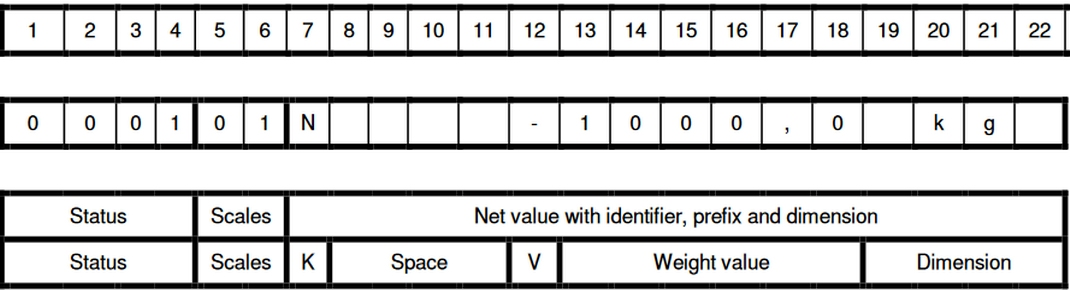 1 2 3 4 5 6 7 8 9 10 11 12 13 14 15 16 17 18 19 20 21 22
0 0 0 1 0 1 N - 1 0 0 0 , 0 k g
Status Scales Net value with identifier, prefix and dimension
Status Scales K Space V Weight value Dimension